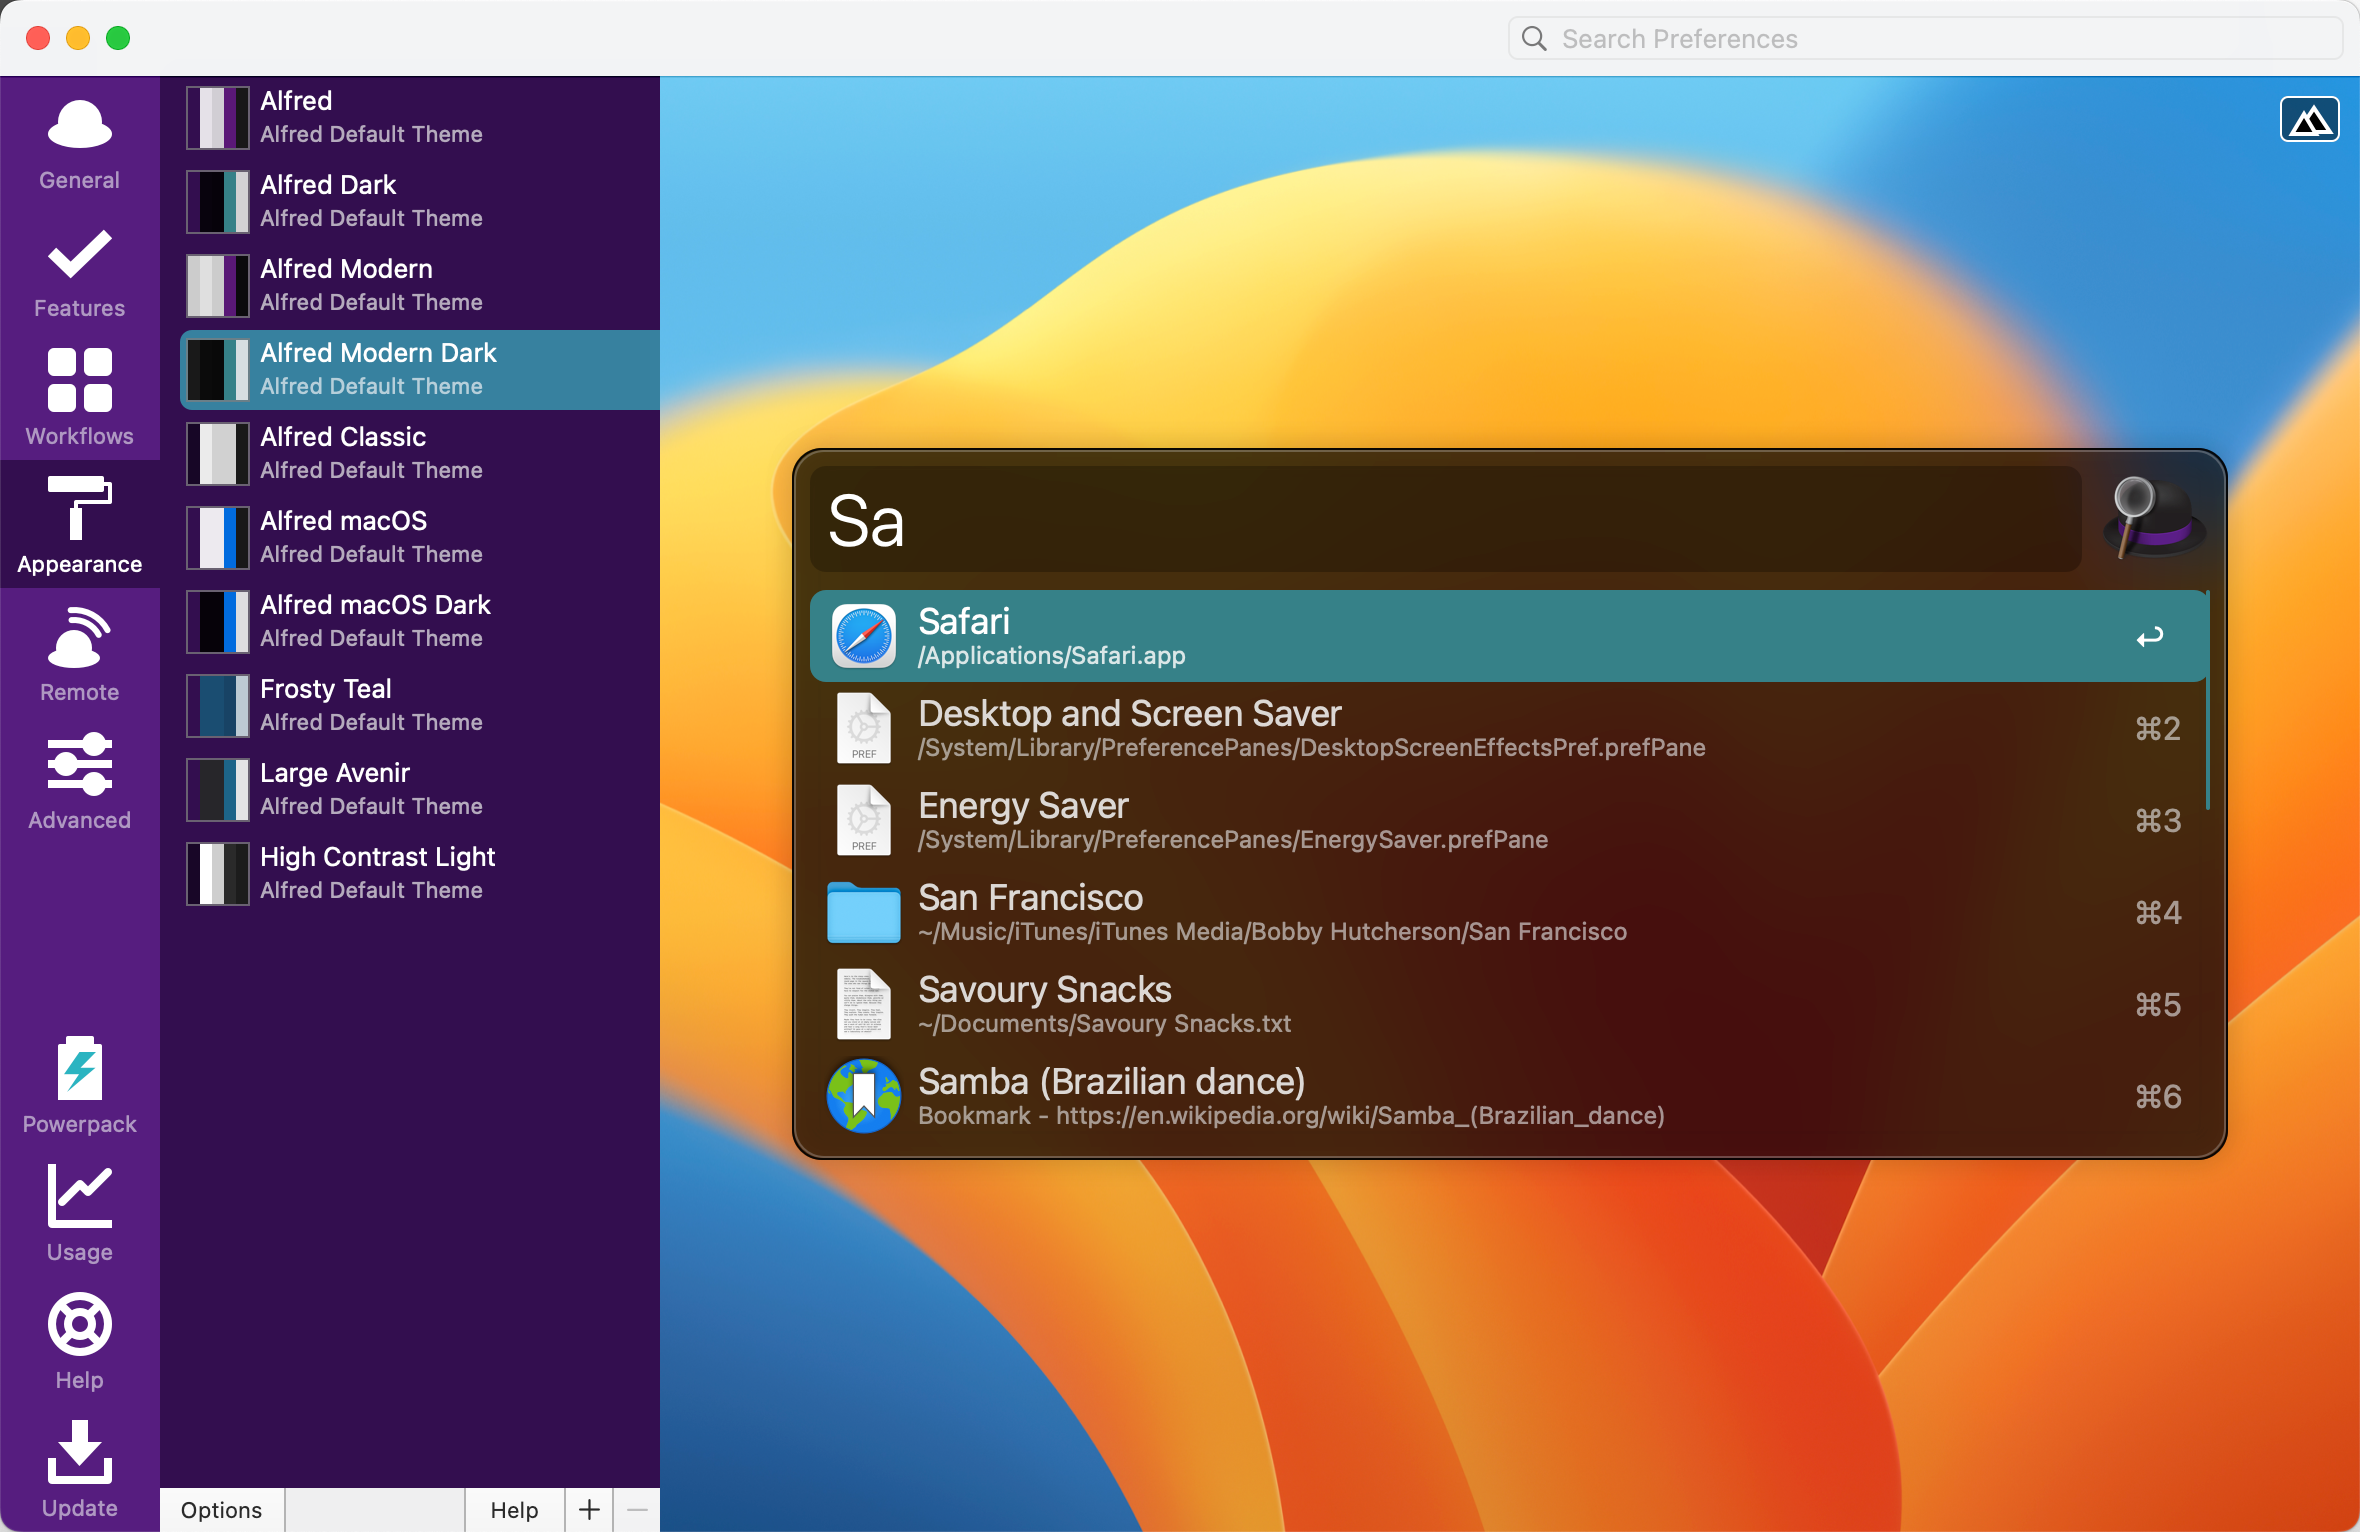 Search Preferences
General
Features
Workflows
Appearance
Remote
Advanced
Powerpack
Usage
Help
Update
Alfred
Alfred Default Theme
Alfred Dark
Alfred Default Theme
Alfred Modern
Alfred Default Theme
Alfred Modern Dark
Alfred Default Theme
Alfred Classic
Alfred Default Theme
Alfred macOS
Alfred Default Theme
Alfred macOS Dark
Alfred Default Theme
Frosty Teal
Alfred Default Theme
Large Avenir
Alfred Default Theme
High Contrast Light
Alfred Default Theme
Options
Help
Sa
Safari
/Applications/Safari.app
PREF
Desktop and Screen Saver
/System/Library/PreferencePanes/DesktopScreenEffectsPref.prefPane
⌘2
PREF
Energy Saver
/System/Library/PreferencePanes/EnergySaver.prefPane
⌘3
San Francisco
~/Music/iTunes/iTunes Media/Bobby Hutcherson/San Francisco
⌘4
Savoury Snacks
~/Documents/Savoury Snacks.txt
⌘5
Samba (Brazilian dance)
Bookmark - https://en.wikipedia.org/wiki/Samba_(Brazilian_dance)
⌘6